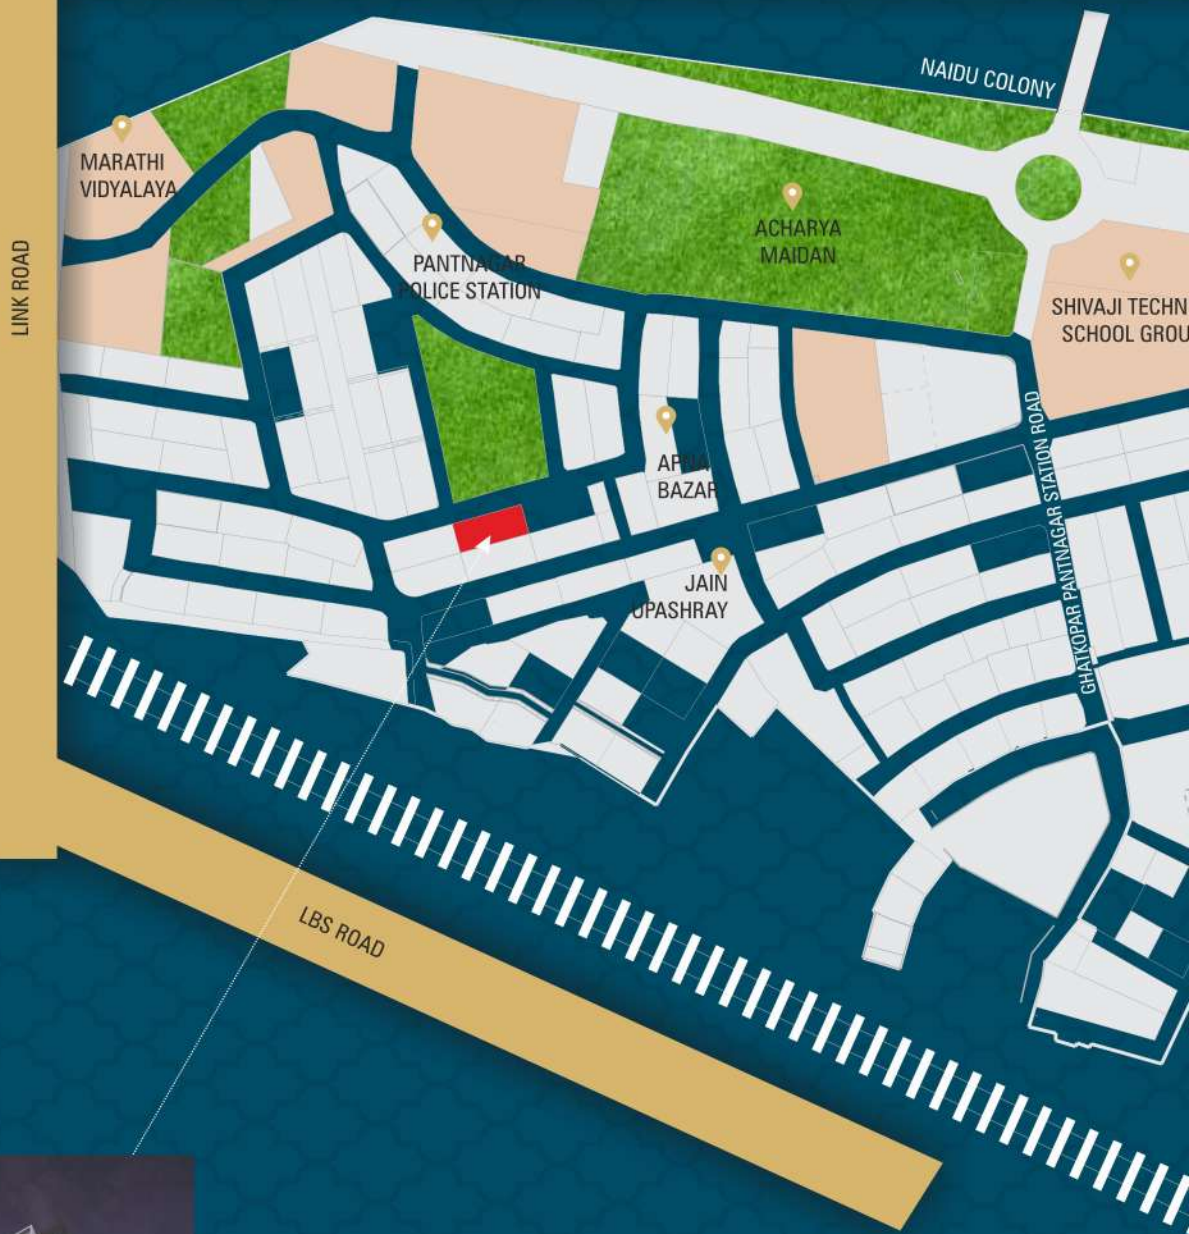 NAIDU COLONY
MARATHI
VIDYALAYA
ACHARYA
MAIDAN
PANTNAGAR
POLICE STATION
LINK ROAD
SHIVAJI TECHN
SCHOOL GROU
APNA
BAZAR
GHATKOPAR PANTNAGAR STATION ROAD
JAIN
UPASHRAY
LBS ROAD